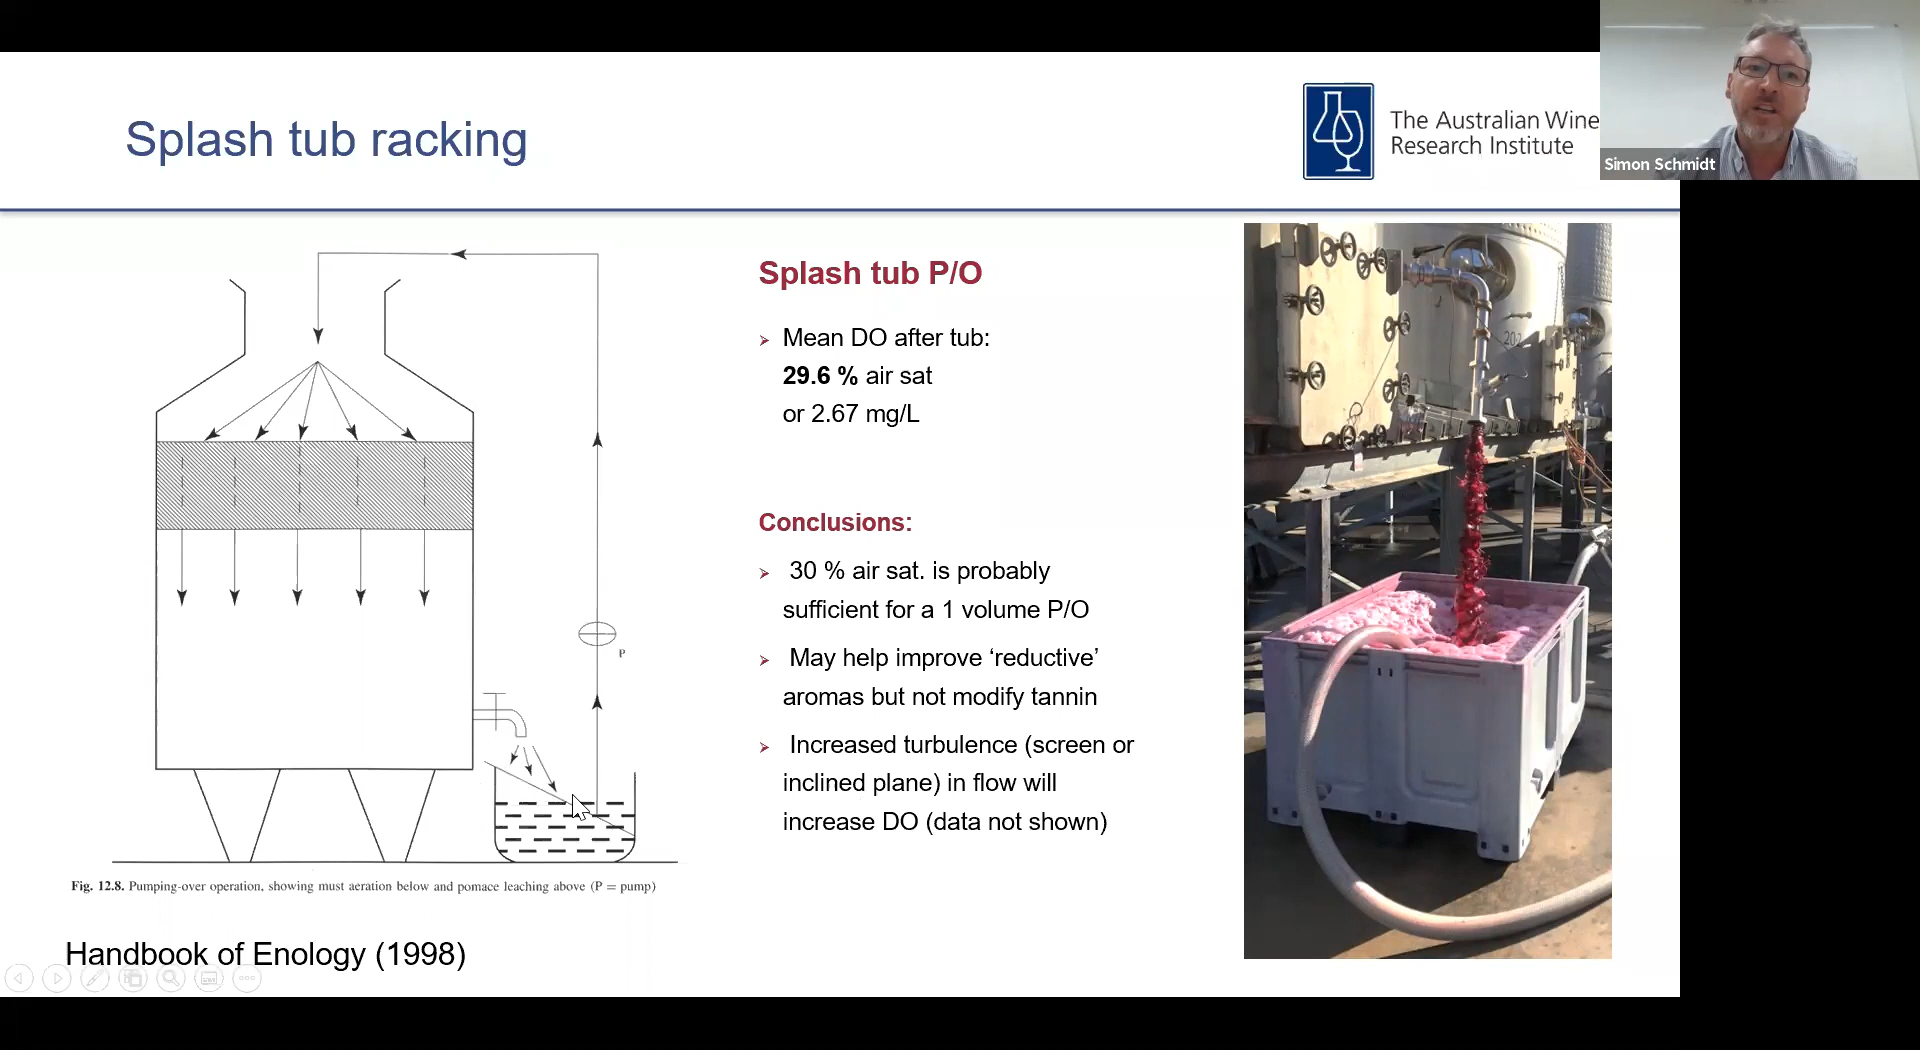 Splash tub racking
The Australian Wine
Research Institute
Simon Schmidt
Splash tub P/O
Mean DO after tub:
29.6 % air sat
or 2.67 mg/L
Conclusions:
30 % air sat. is probably
sufficient for a 1 volume P/O
May help improve ‘reductive’
aromas but not modify tannin
Increased turbulence (screen or
inclined plane) in flow will
increase DO (data not shown)
P
Fig. 12.8. Pumping-over operation, showing must aeration below and pomace leaching above (P = pump)
Handbook of Enology (1998)